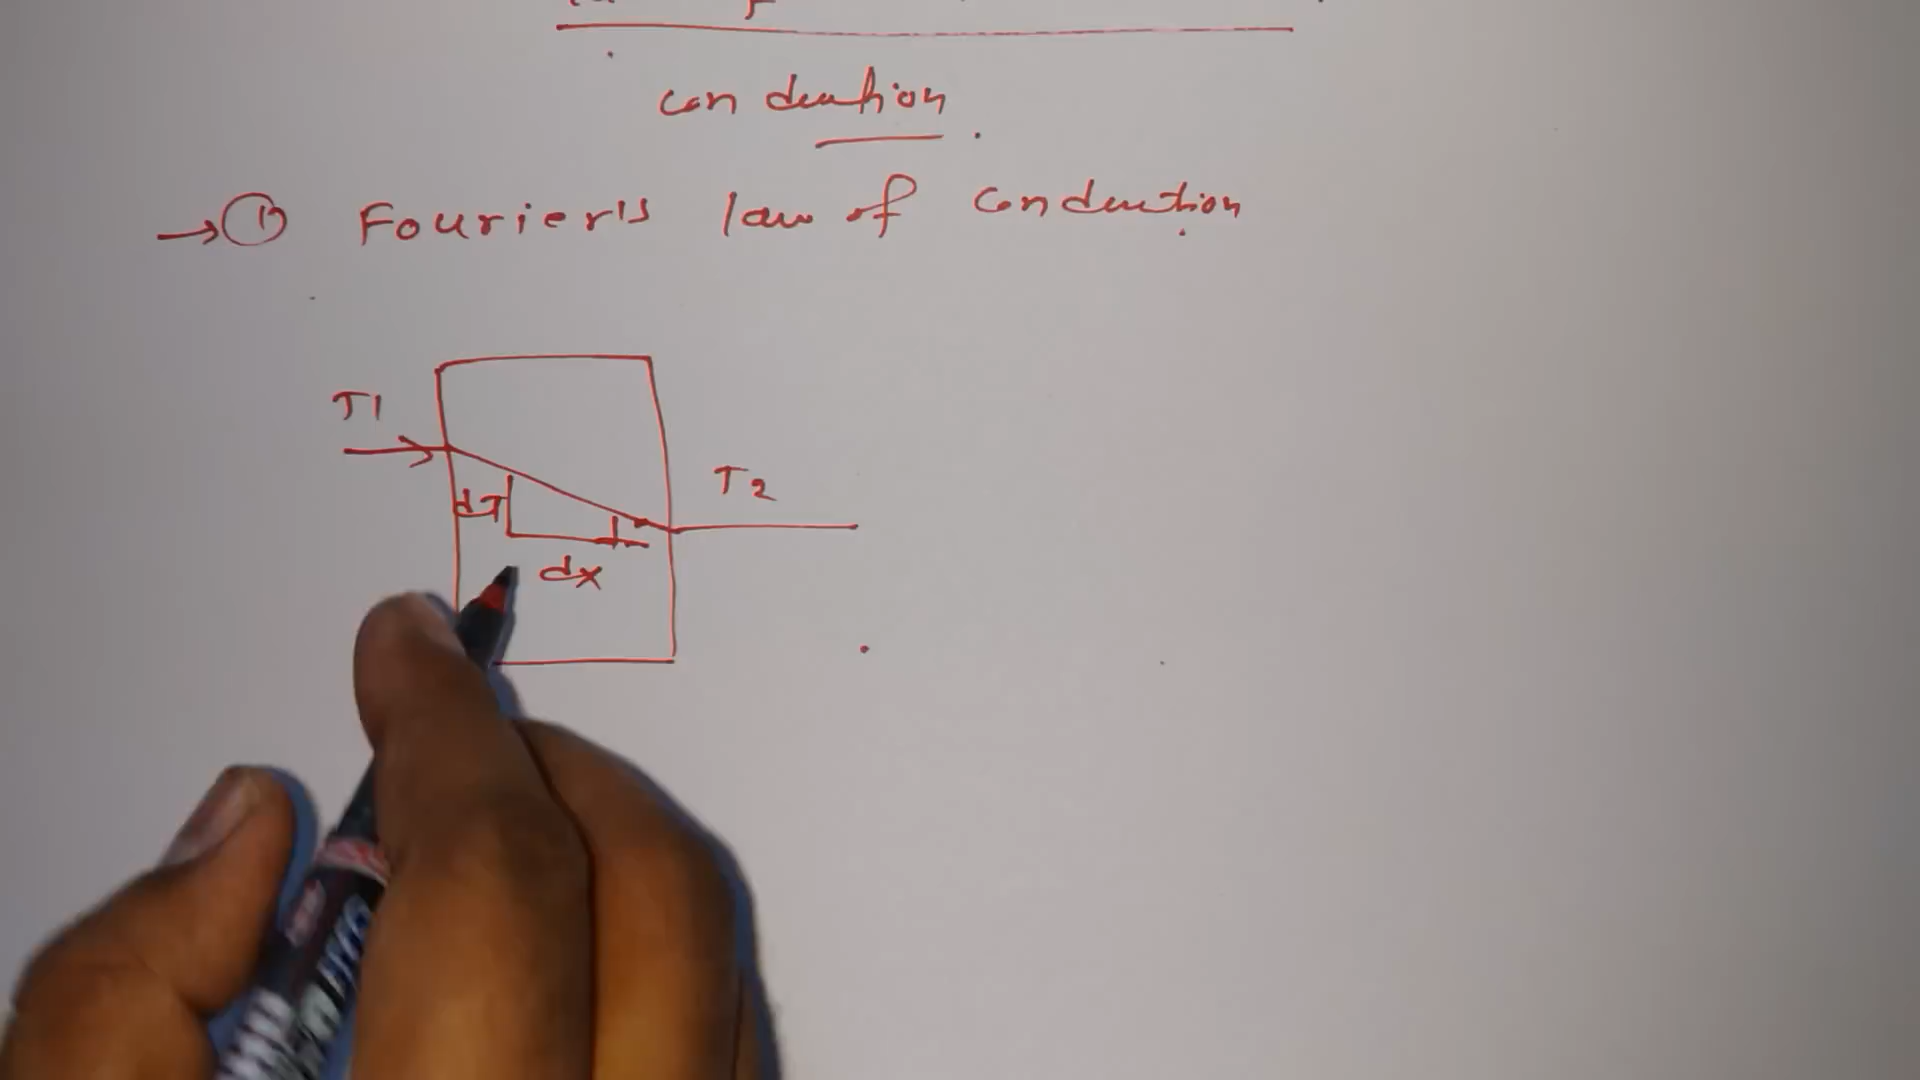 conduction
→ ① Fourier's law of conduction
T1
T2
dT
dx